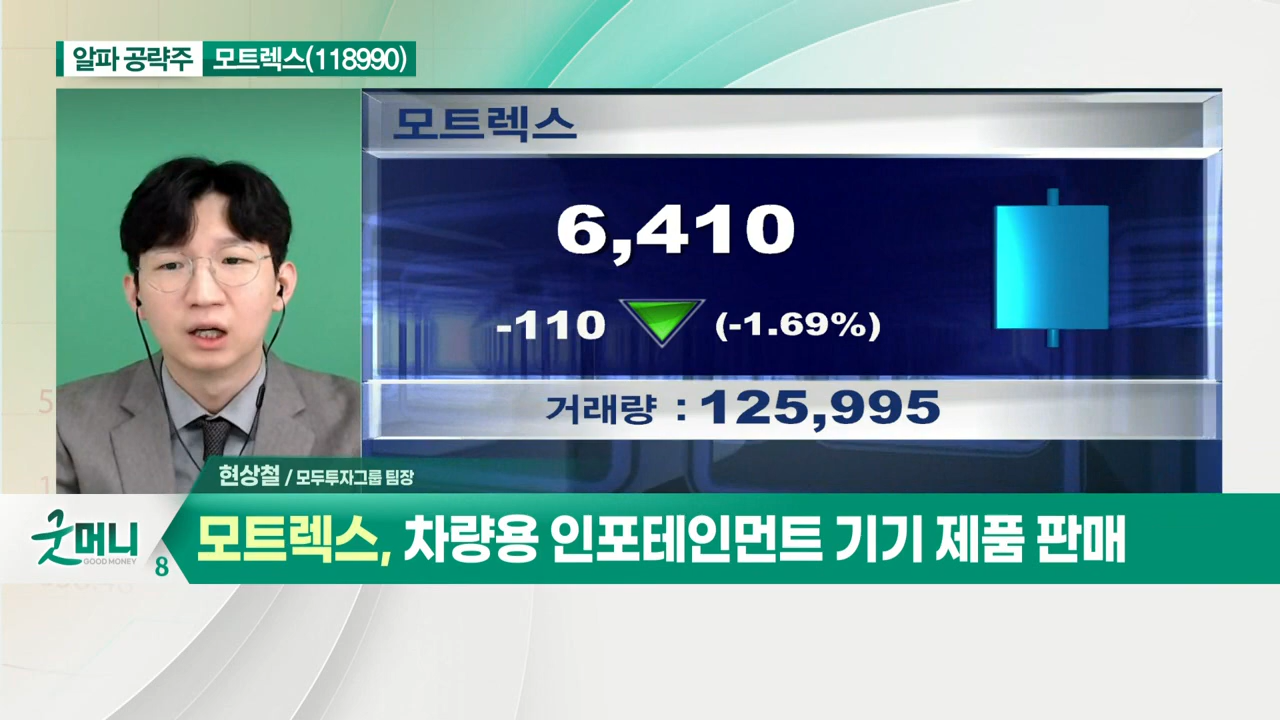 알파 공략주 모트렉스(118990)
모트렉스
6,410
-110 (-1.69%)
거래량 : 125,995
현상철 / 모두투자그룹 팀장
굿머니
GOOD MONEY
8
모트렉스, 차량용 인포테인먼트 기기 제품 판매